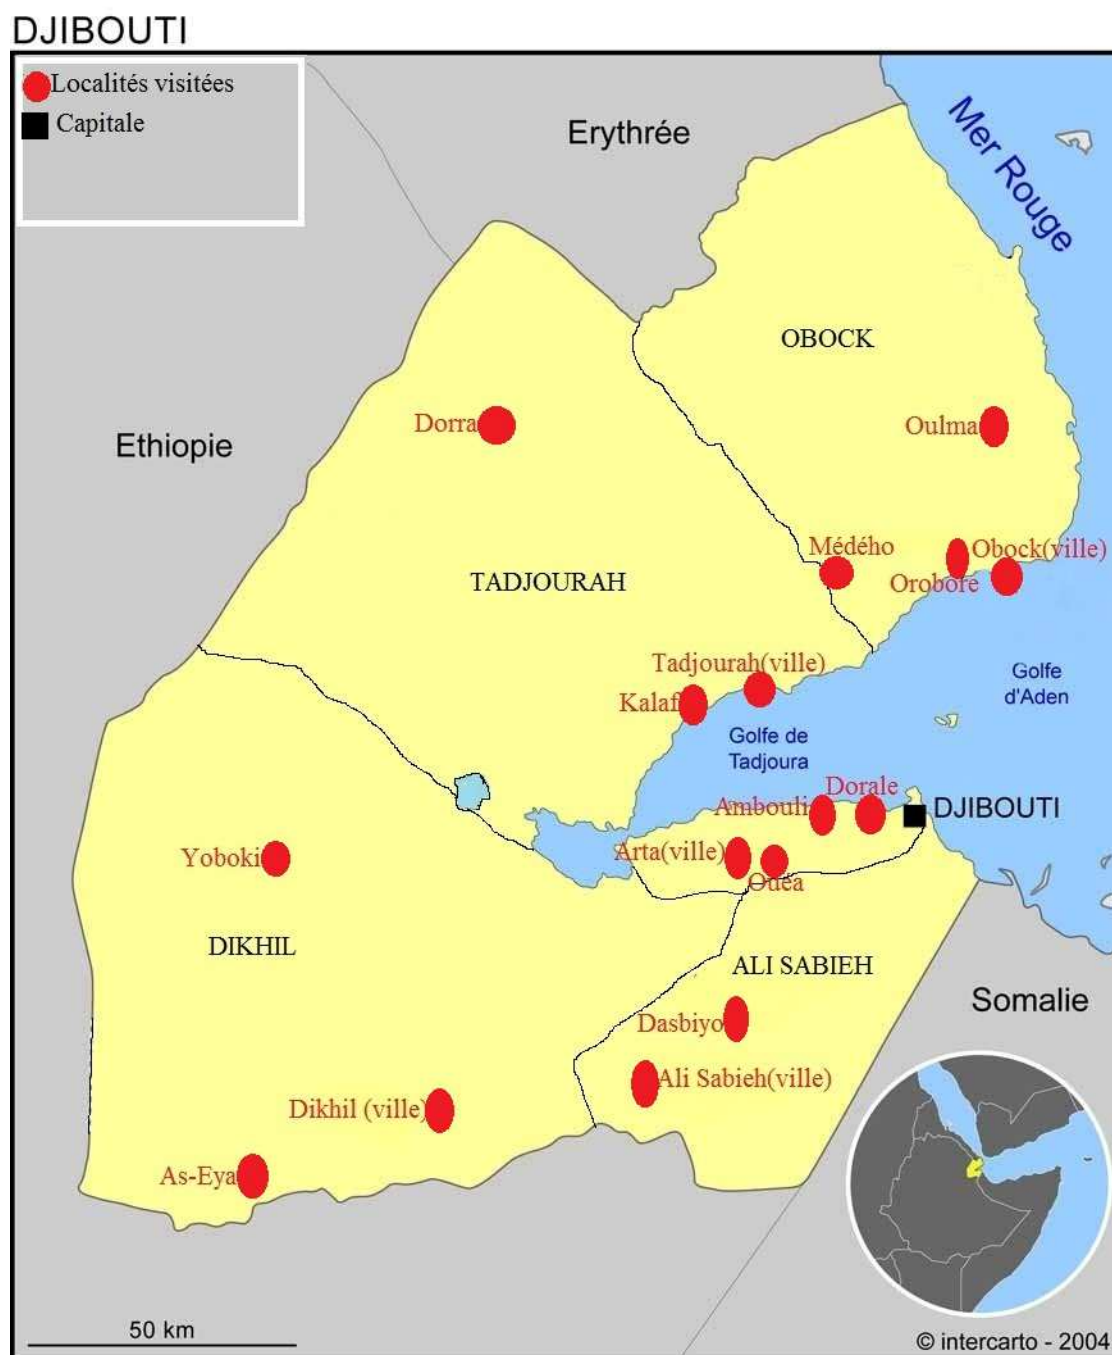 DJIBOUTI
Localités visitées
Capitale
Erythrée
Mer Rouge
OBOCK
Dorra
Oulma
Ethiopie
Médého
Obock(ville)
TADJOURAH
Orobore
Tadjourah(ville)
Kalaf
Golfe
d'Aden
Golfe de
Tadjoura
Dorale
Ambouli
DJIBOUTI
Arta(ville)
Yoboki
Ouéa
DIKHIL
ALI SABIEH
Somalie
Dasbiyo
Ali Sabieh(ville)
Dikhil (ville)
As-Eya
50 km
© intercarto - 2004